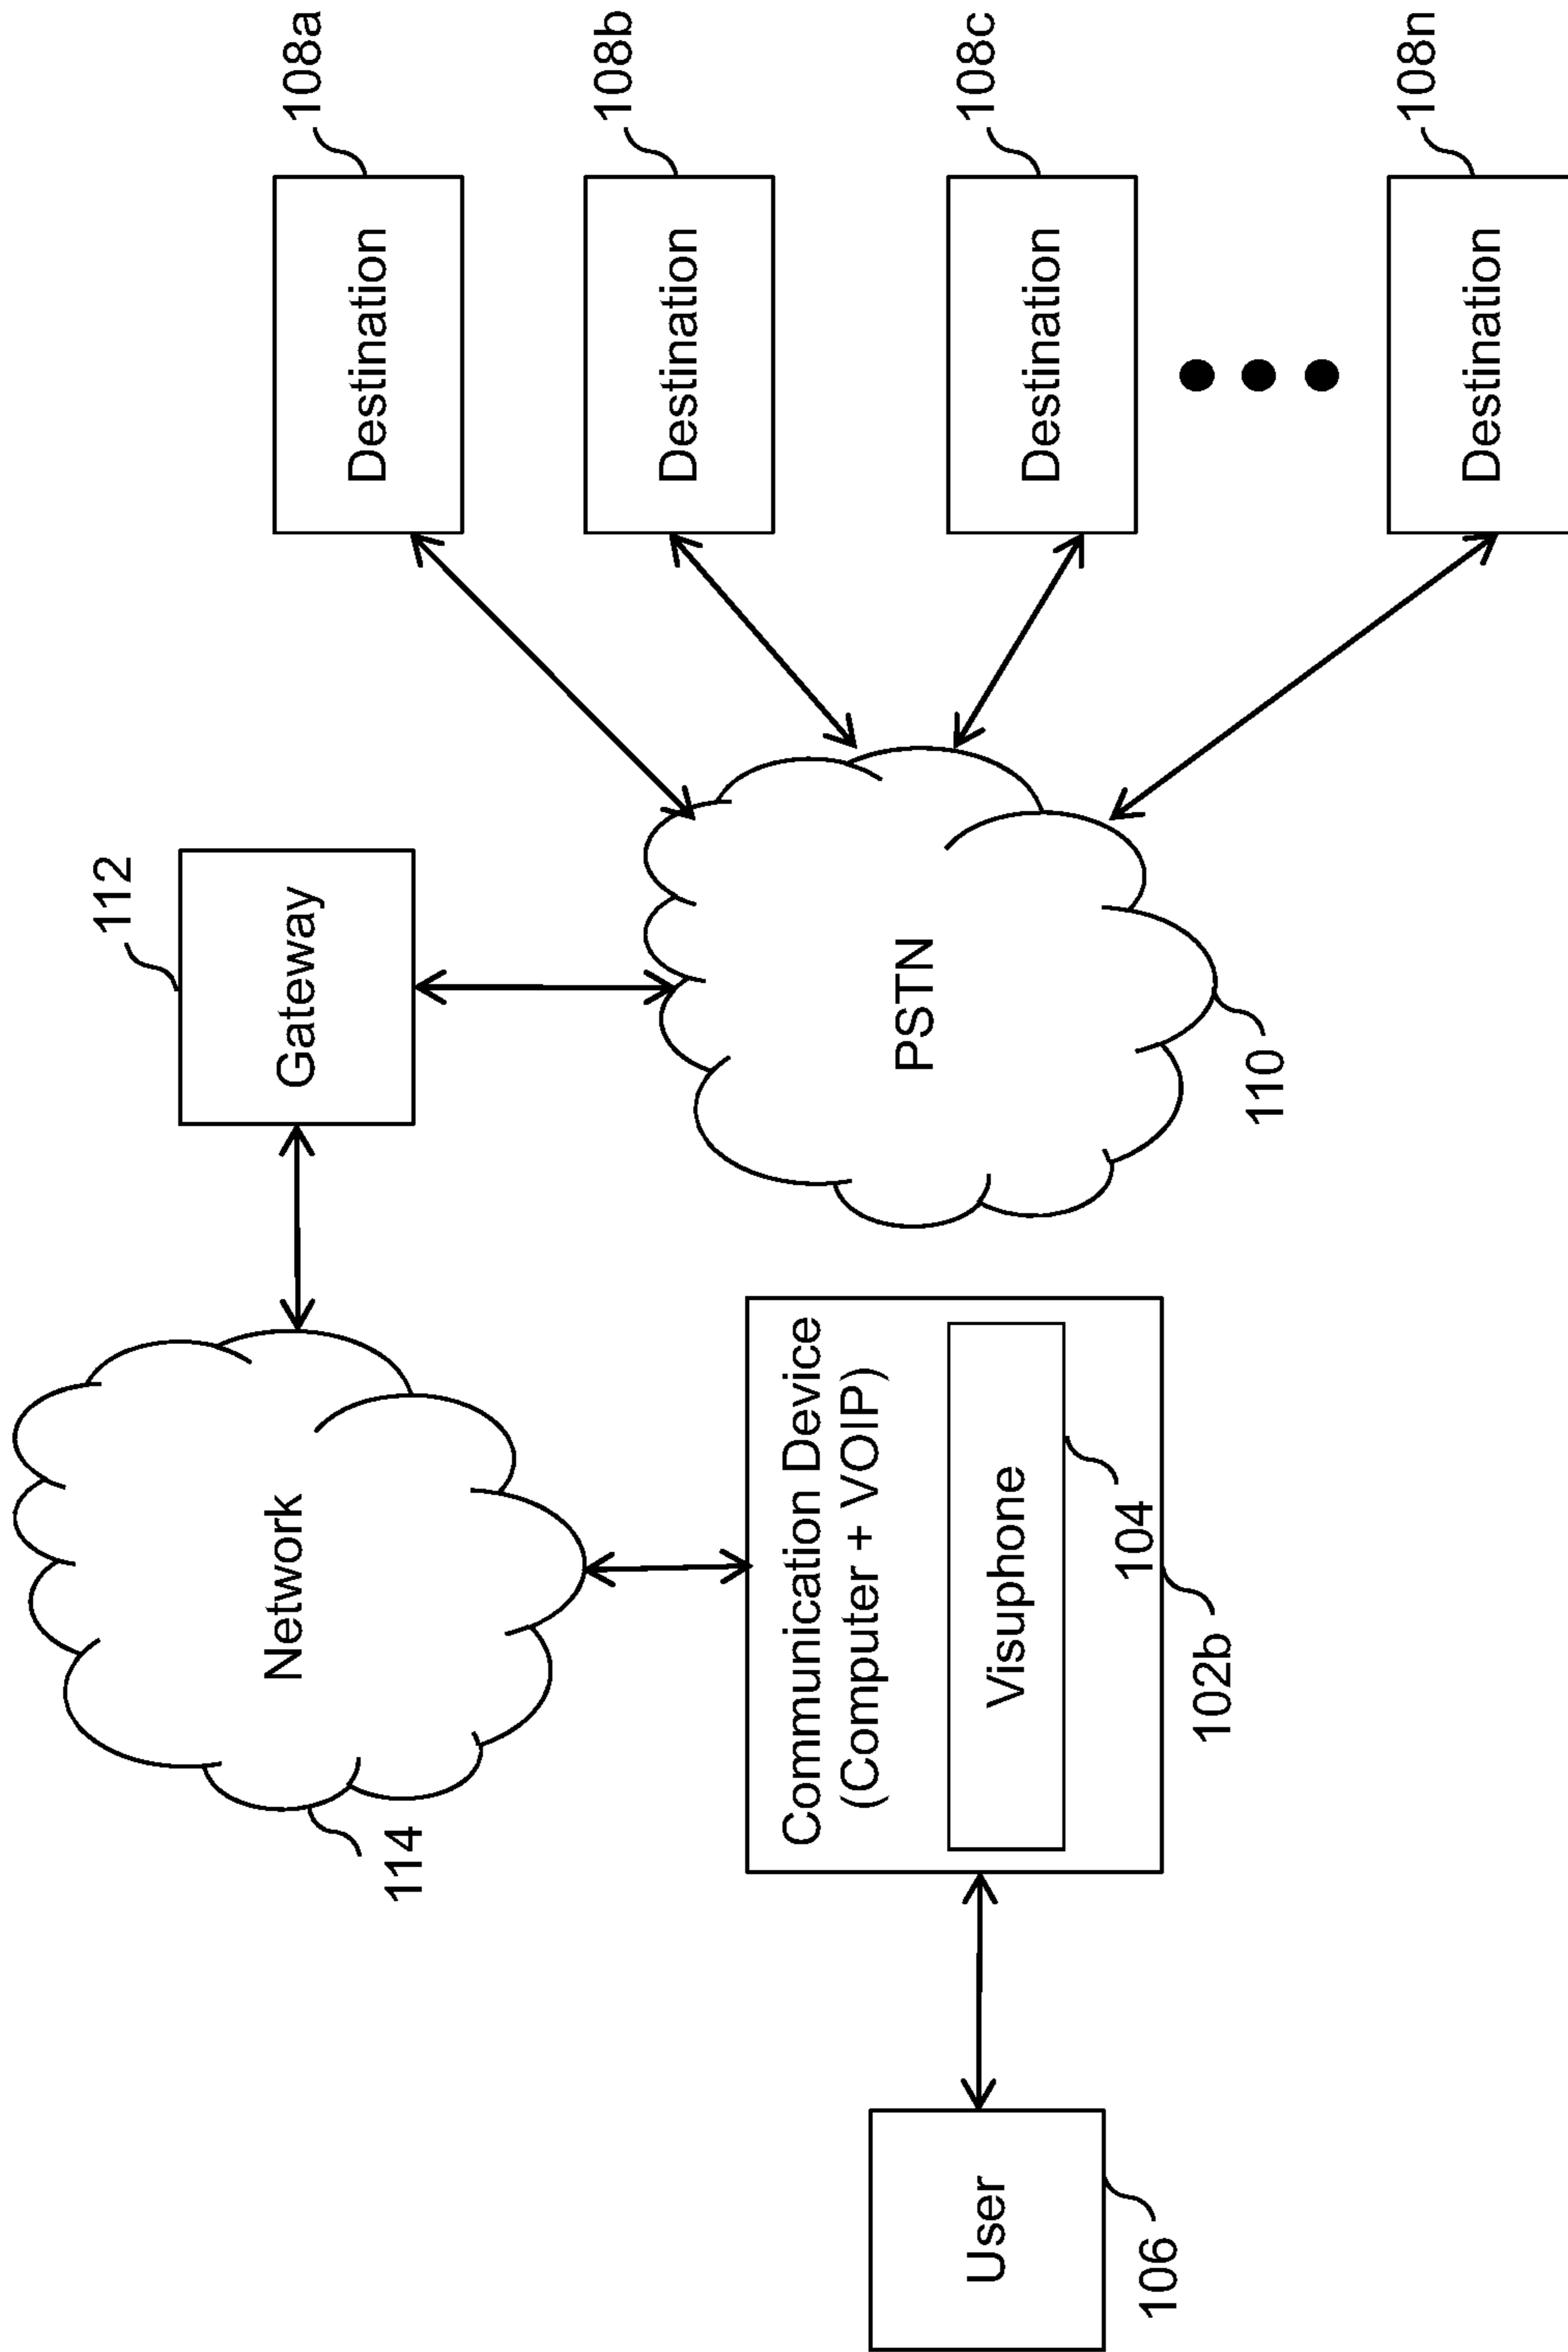 Network
114
Gateway
112
Destination
108a
Destination
108b
Destination
108c
Destination
108n
PSTN
110
Communication Device
(Computer + VOIP)
Visuphone
104
102b
User
106